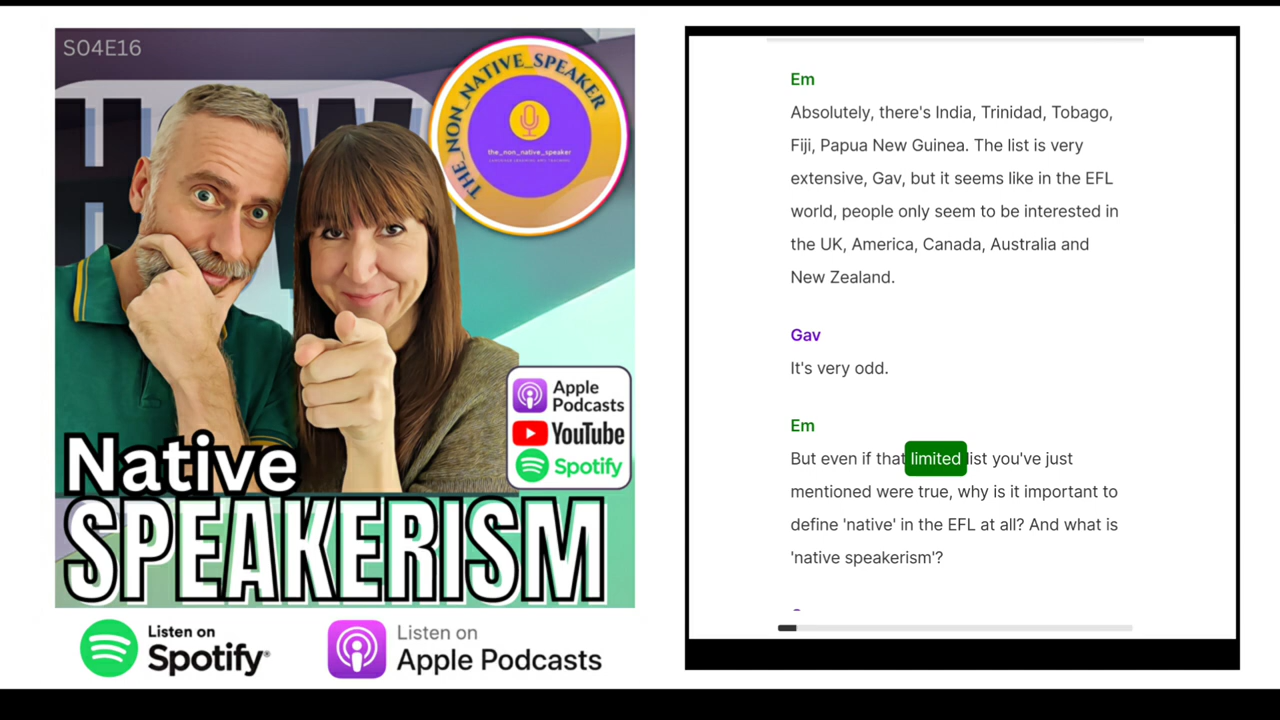 S04E16
THE_NON_NATIVE_SPEAKER
the_non_native_speaker
Apple
Podcasts
YouTube
Spotify
Native
SPEAKERISM
Listen on
Spotify®
Listen on
Apple Podcasts
Em
Absolutely, there's India, Trinidad, Tobago,
Fiji, Papua New Guinea. The list is very
extensive, Gav, but it seems like in the EFL
world, people only seem to be interested in
the UK, America, Canada, Australia and
New Zealand.
Gav
It's very odd.
Em
But even if that limited list you've just
mentioned were true, why is it important to
define 'native' in the EFL at all? And what is
'native speakerism'?